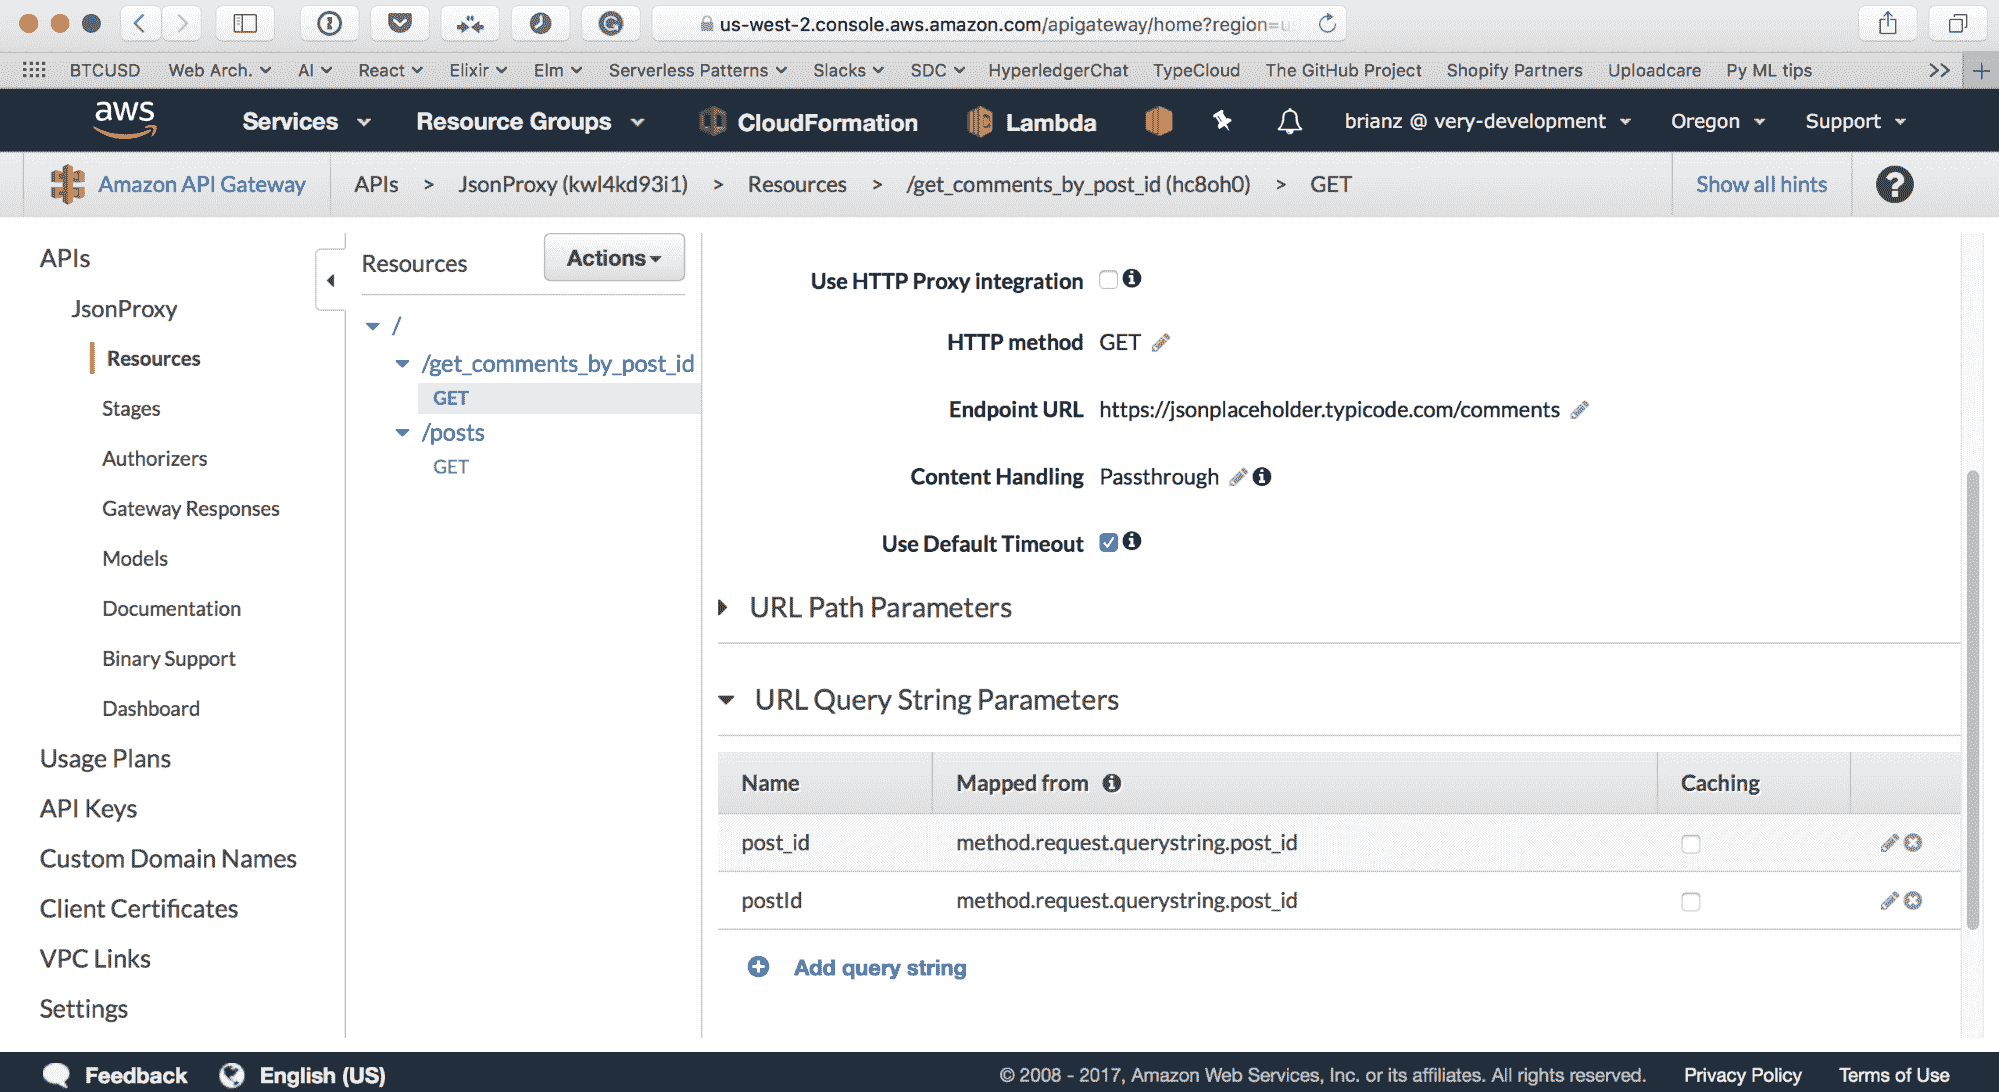 us-west-2.console.aws.amazon.com/apigateway/home?region=us
BTCUSD Web Arch. AI React Elixir Elm Serverless Patterns Slacks SDC HyperledgerChat TypeCloud The GitHub Project Shopify Partners Uploadcare Py ML tips >> +
aws Services Resource Groups CloudFormation Lambda brianz @ very-development Oregon Support
Amazon API Gateway APIs > JsonProxy (kwl4kd93i1) > Resources > /get_comments_by_post_id (hc8oh0) > GET Show all hints ?
APIs
JsonProxy
Resources
Stages
Authorizers
Gateway Responses
Models
Documentation
Binary Support
Dashboard
Usage Plans
API Keys
Custom Domain Names
Client Certificates
VPC Links
Settings
Resources Actions
/
/get_comments_by_post_id
GET
/posts
GET
Use HTTP Proxy integration
HTTP method GET
Endpoint URL https://jsonplaceholder.typicode.com/comments
Content Handling Passthrough
Use Default Timeout
URL Path Parameters
URL Query String Parameters
Name Mapped from Caching
post_id method.request.querystring.post_id
postId method.request.querystring.post_id
Add query string
Feedback English (US) © 2008 - 2017, Amazon Web Services, Inc. or its affiliates. All rights reserved. Privacy Policy Terms of Use